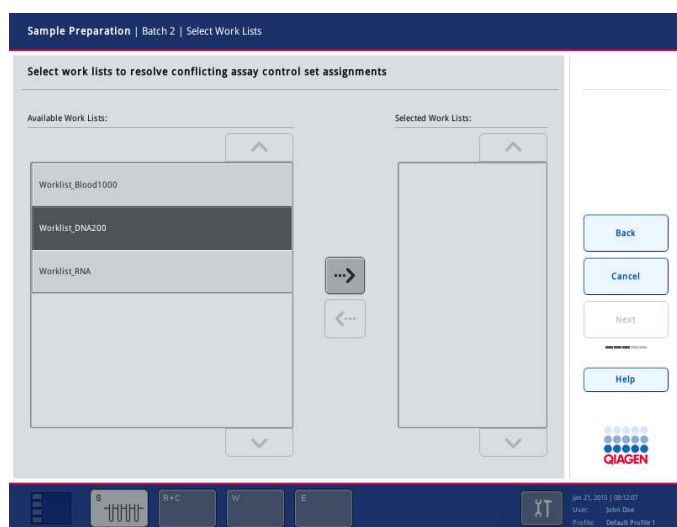 Sample Preparation | Batch 2 | Select Work Lists
Select work lists to resolve conflicting assay control set assignments
Available Work Lists:
Selected Work Lists:
Worklist_Blood1000
Worklist_DNA200
Worklist_RNA
Back
Cancel
Next
Help
QIAGEN
S
R+C
W
E
Jan 21, 2015 | 08:12:07
User: John Doe
Profile: Default Profile 1